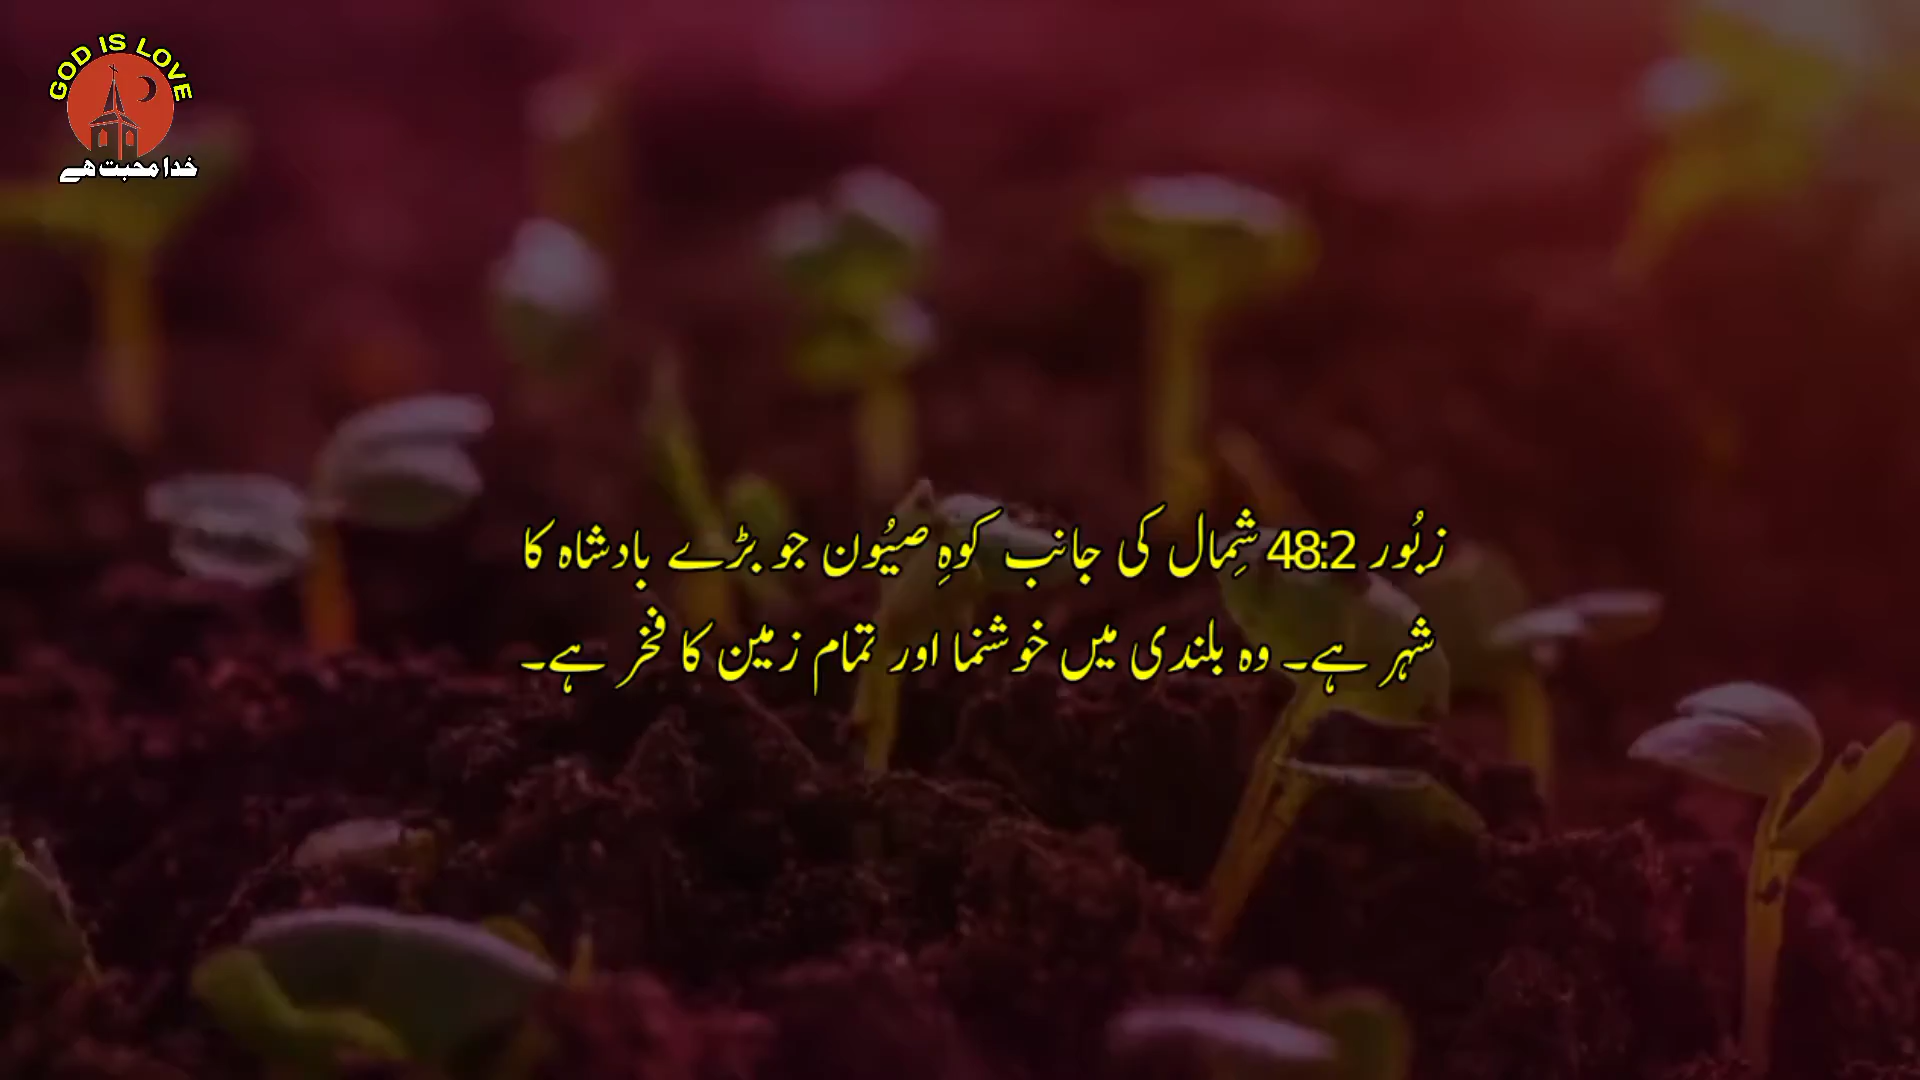 GOD IS LOVE
خدا محبت ھے
زبُور 48:2 شِمال کی جانب کوہِ صیُون جو بڑے بادشاہ کا
شہر ہے۔ وہ بلندی میں خوشنما اور تمام زمین کا فخر ہے۔